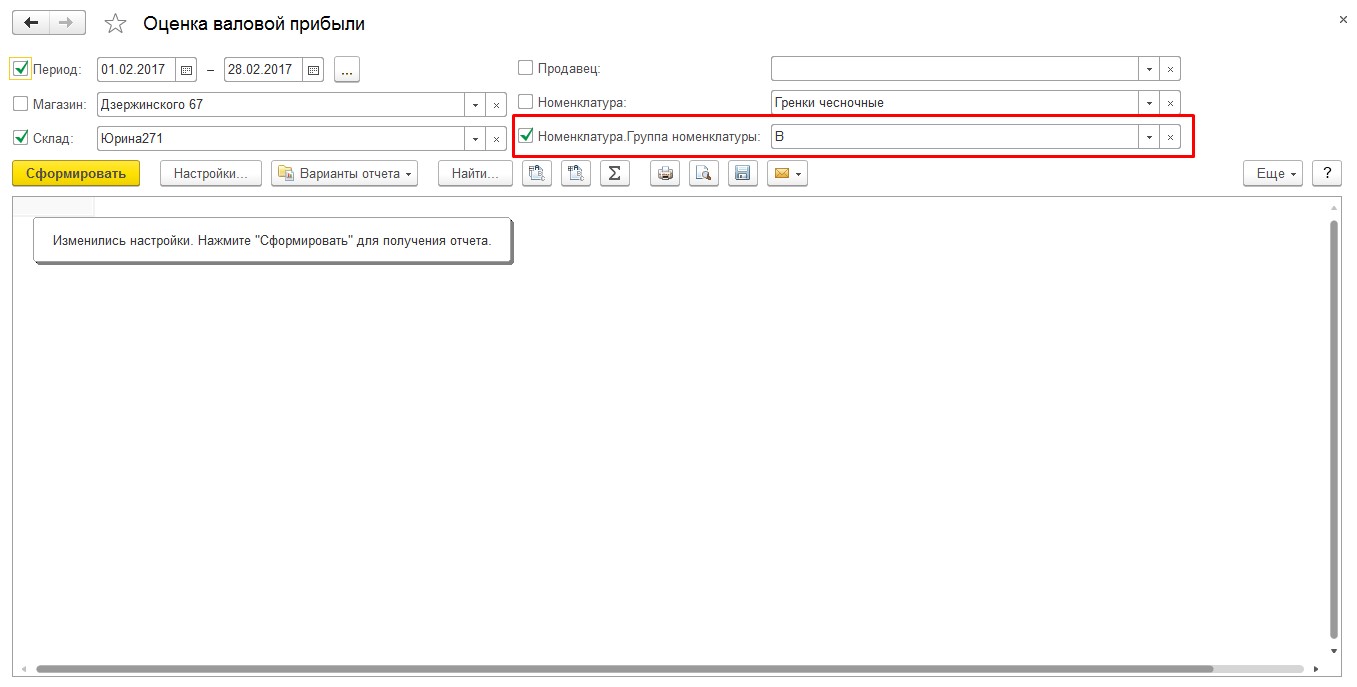 Оценка валовой прибыли
Период: 01.02.2017 – 28.02.2017 ... Продавец:
Магазин: Дзержинского 67 Номенклатура: Гренки чесночные
Склад: Юрина271 Номенклатура.Группа номенклатуры: В
Сформировать Настройки... Варианты отчета Найти... Σ Еще ?
Изменились настройки. Нажмите "Сформировать" для получения отчета.